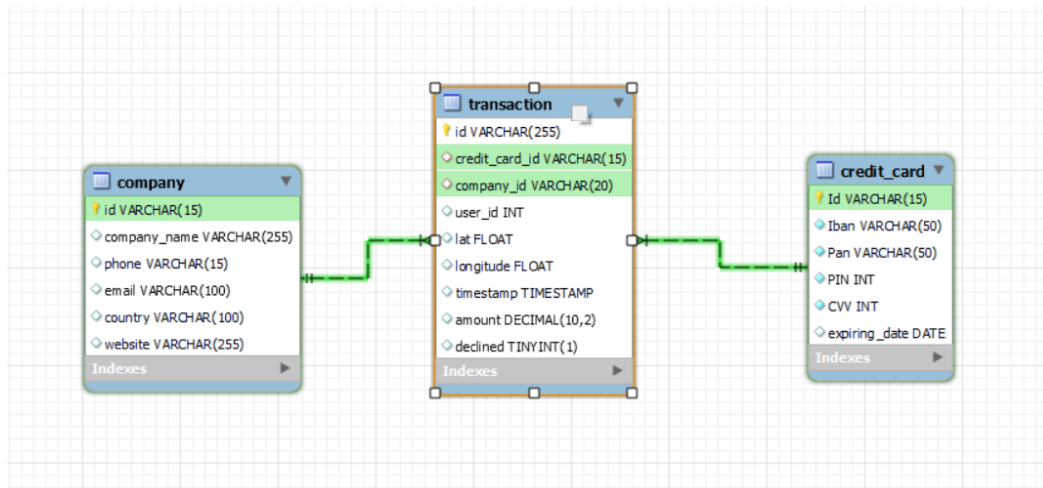 company
id VARCHAR(15)
company_name VARCHAR(255)
phone VARCHAR(15)
email VARCHAR(100)
country VARCHAR(100)
website VARCHAR(255)
Indexes
transaction
id VARCHAR(255)
credit_card_id VARCHAR(15)
company_id VARCHAR(20)
user_id INT
lat FLOAT
longitude FLOAT
timestamp TIMESTAMP
amount DECIMAL(10,2)
declined TINYINT(1)
Indexes
credit_card
Id VARCHAR(15)
Iban VARCHAR(50)
Pan VARCHAR(50)
PIN INT
CVV INT
expiring_date DATE
Indexes